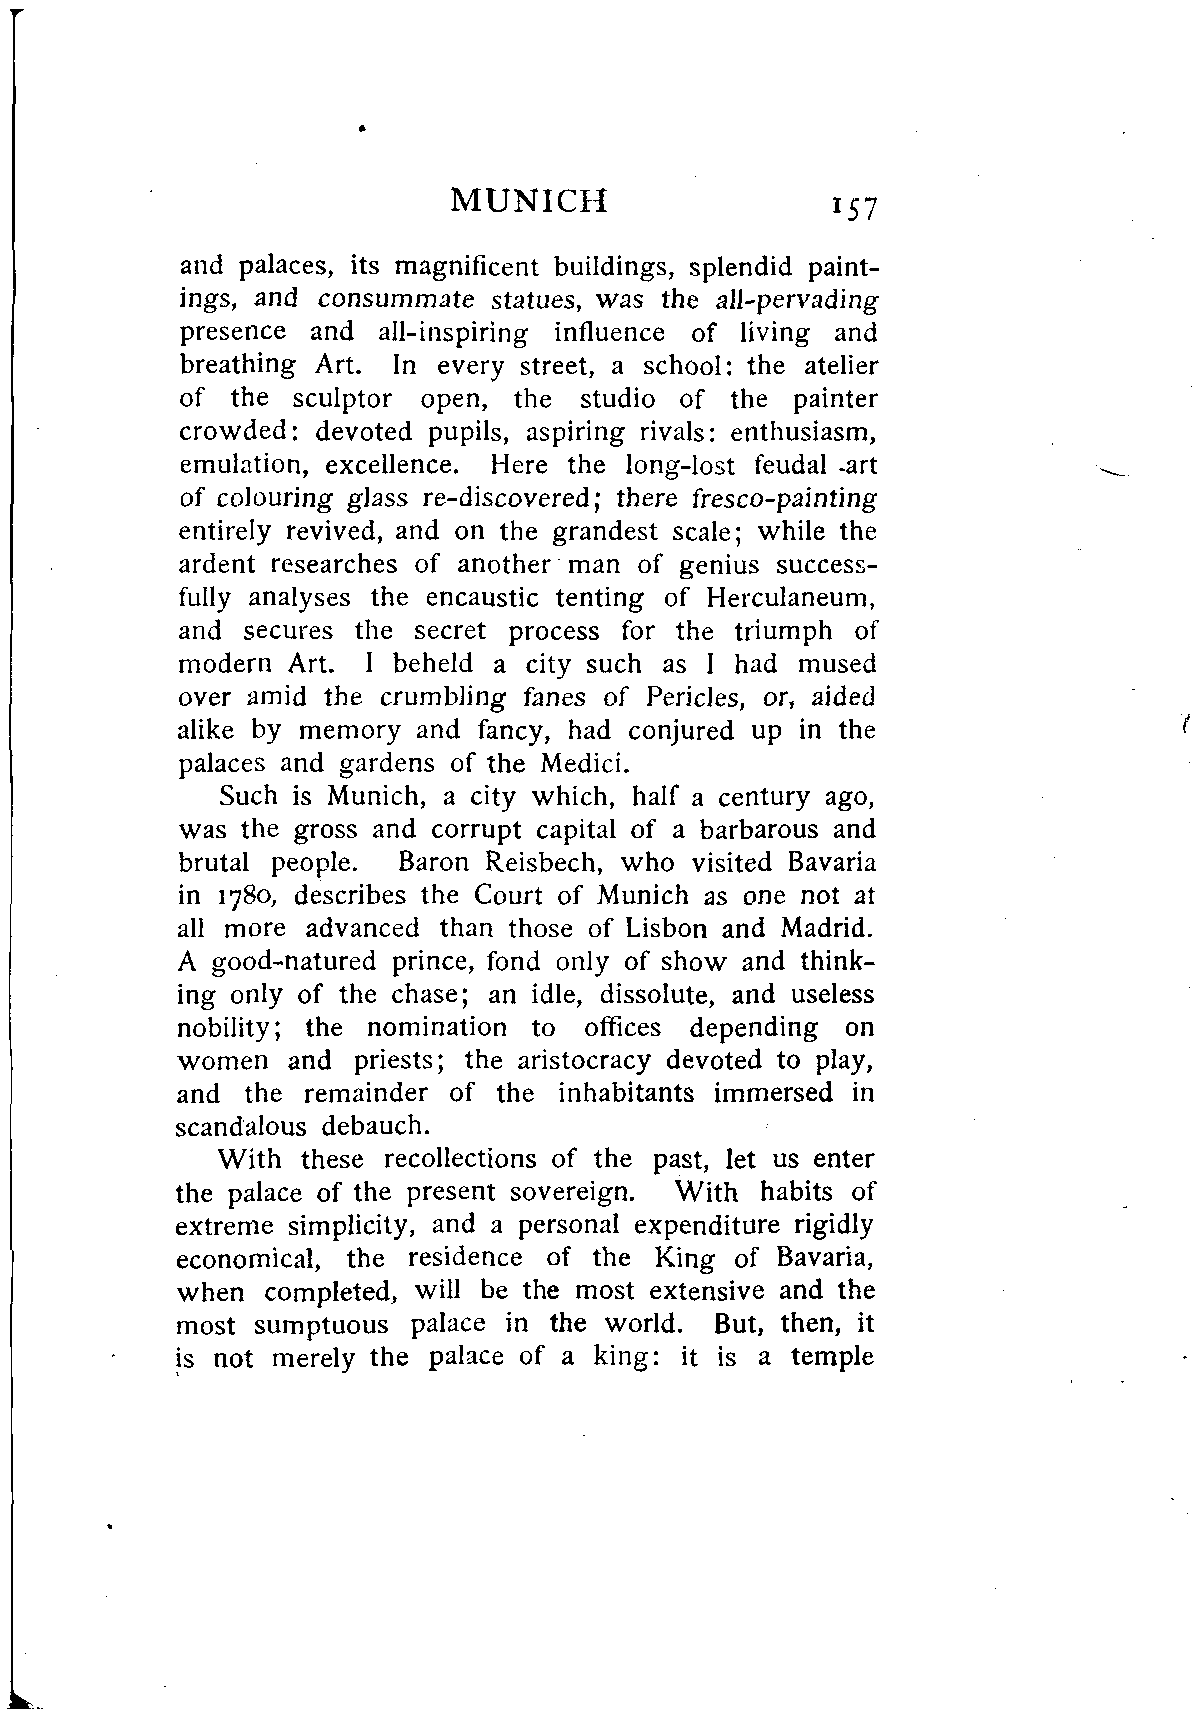 MUNICH 157
and palaces, its magnificent buildings, splendid paint-
ings, and consummate statues, was the all-pervading
presence and all-inspiring influence of living and
breathing Art. In every street, a school: the atelier
of the sculptor open, the studio of the painter
crowded: devoted pupils, aspiring rivals: enthusiasm,
emulation, excellence. Here the long-lost feudal art
of colouring glass re-discovered; there fresco-painting
entirely revived, and on the grandest scale; while the
ardent researches of another man of genius success-
fully analyses the encaustic tenting of Herculaneum,
and secures the secret process for the triumph of
modern Art. I beheld a city such as I had mused
over amid the crumbling fanes of Pericles, or, aided
alike by memory and fancy, had conjured up in the
palaces and gardens of the Medici.
Such is Munich, a city which, half a century ago,
was the gross and corrupt capital of a barbarous and
brutal people. Baron Reisbech, who visited Bavaria
in 1780, describes the Court of Munich as one not at
all more advanced than those of Lisbon and Madrid.
A good-natured prince, fond only of show and think-
ing only of the chase; an idle, dissolute, and useless
nobility; the nomination to offices depending on
women and priests; the aristocracy devoted to play,
and the remainder of the inhabitants immersed in
scandalous debauch.
With these recollections of the past, let us enter
the palace of the present sovereign. With habits of
extreme simplicity, and a personal expenditure rigidly
economical, the residence of the King of Bavaria,
when completed, will be the most extensive and the
most sumptuous palace in the world. But, then, it
is not merely the palace of a king: it is a temple